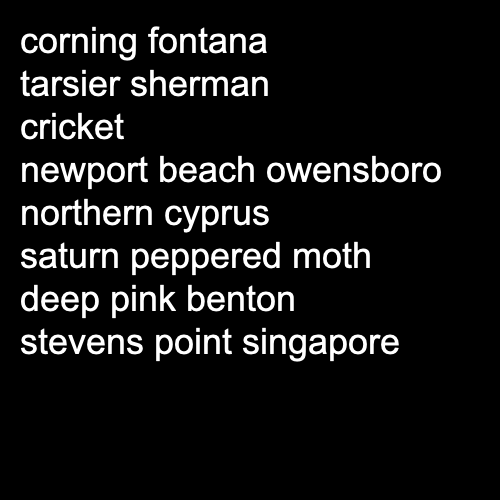 corning fontana
tarsier sherman
cricket
newport beach owensboro
northern cyprus
saturn peppered moth
deep pink benton
stevens point singapore